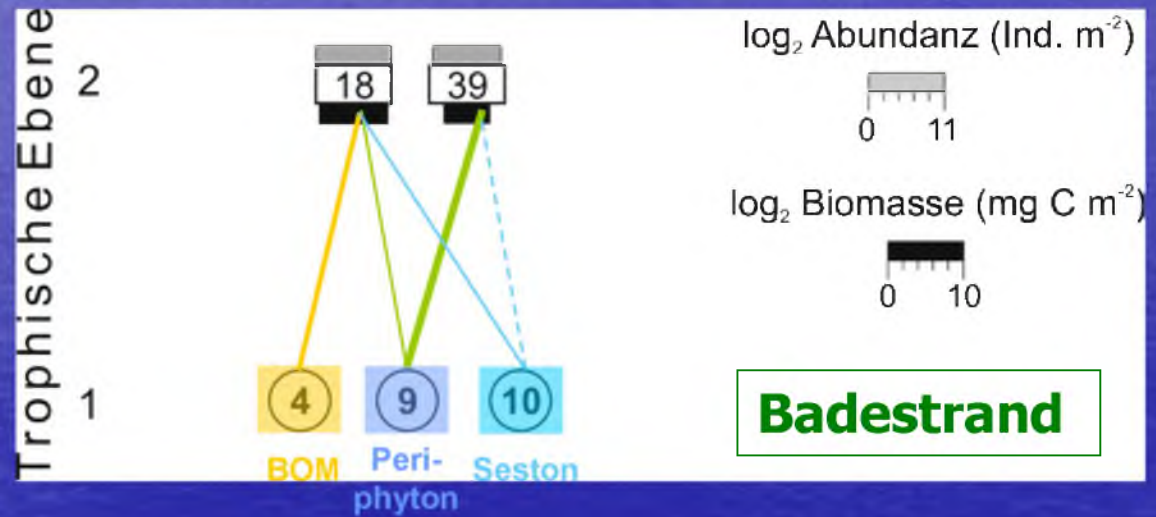 Trophische Ebene
2
18
39
1
4
9
10
BOM
Peri-
phyton
Seston
log₂ Abundanz (Ind. m⁻²)
0 11
log₂ Biomasse (mg C m⁻²)
0 10
Badestrand